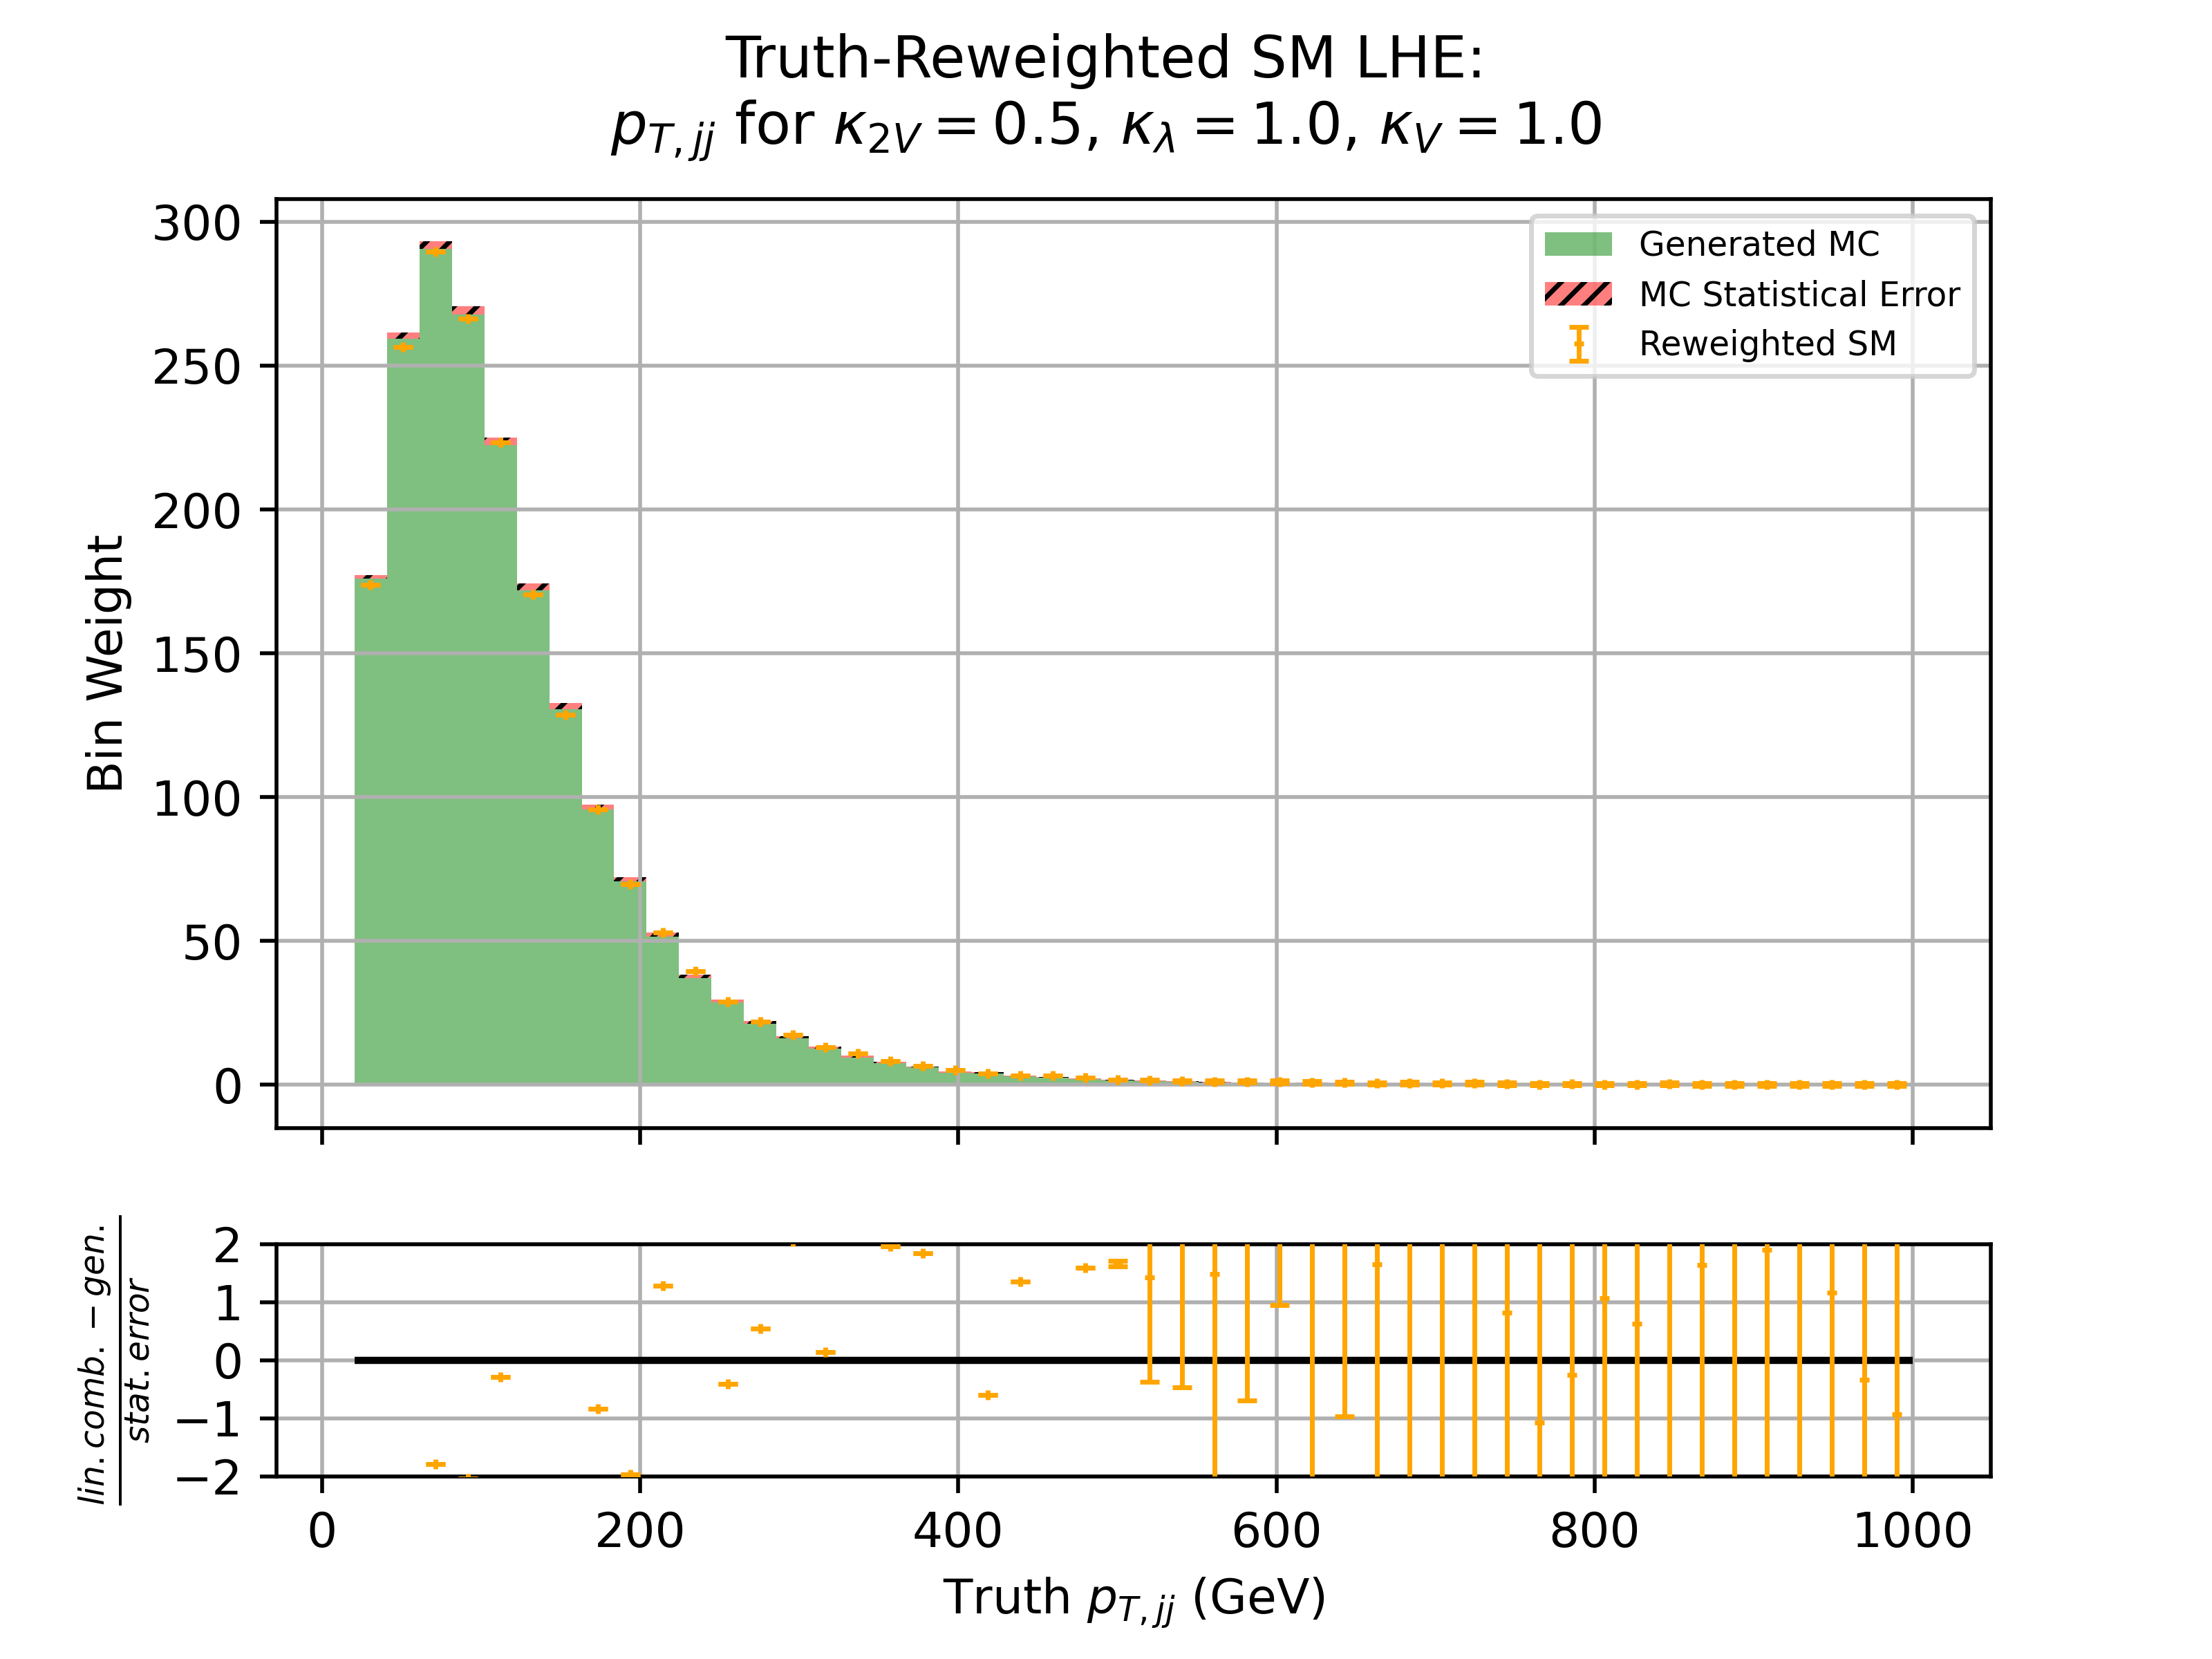 Truth-Reweighted SM LHE:
p_{T, jj} for κ_{2V} = 0.5, κ_λ = 1.0, κ_V = 1.0
300
250
200
150
100
50
0
Bin Weight
Generated MC
MC Statistical Error
Reweighted SM
2
1
0
−1
−2
lin. comb. − gen.
stat. error
0 200 400 600 800 1000
Truth p_{T, jj} (GeV)